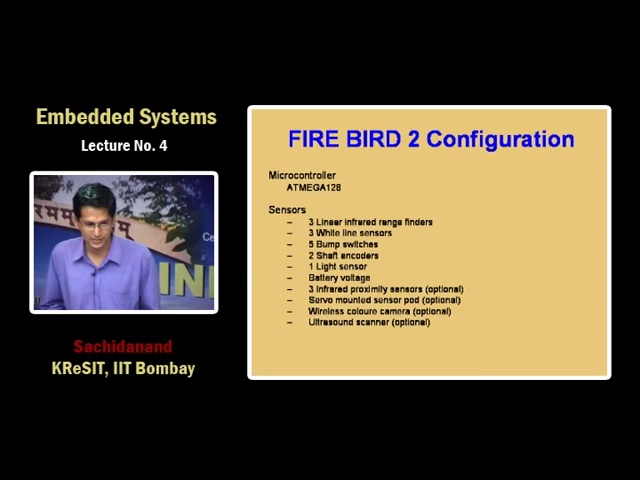 Embedded Systems
Lecture No. 4
Sachidanand
KReSIT, IIT Bombay
FIRE BIRD 2 Configuration
Microcontroller
ATMEGA128
Sensors
– 3 Linear infrared range finders
– 3 White line sensors
– 5 Bump switches
– 2 Shaft encoders
– 1 Light sensor
– Battery voltage
– 3 Infrared proximity sensors (optional)
– Servo mounted sensor pod (optional)
– Wireless coloure camera (optional)
– Ultrasound scanner (optional)